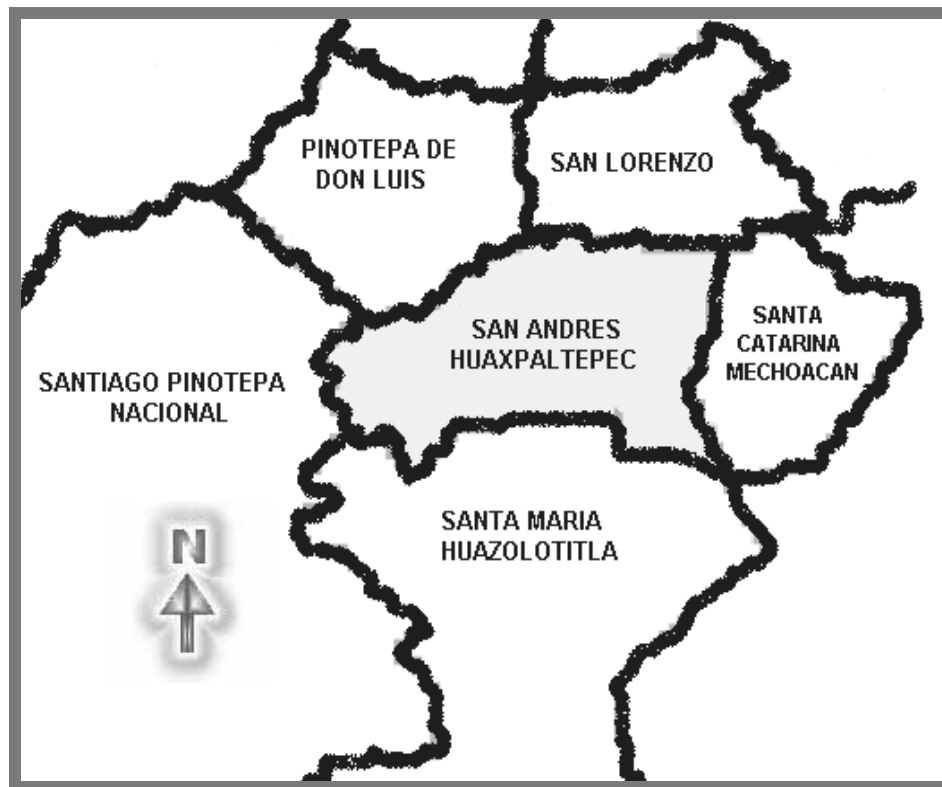 PINOTEPA DE
DON LUIS
SAN LORENZO
SAN ANDRES
HUAXPALTEPEC
SANTA
CATARINA
MECHOACAN
SANTIAGO PINOTEPA
NACIONAL
SANTA MARIA
HUAZOLOTITLA
N